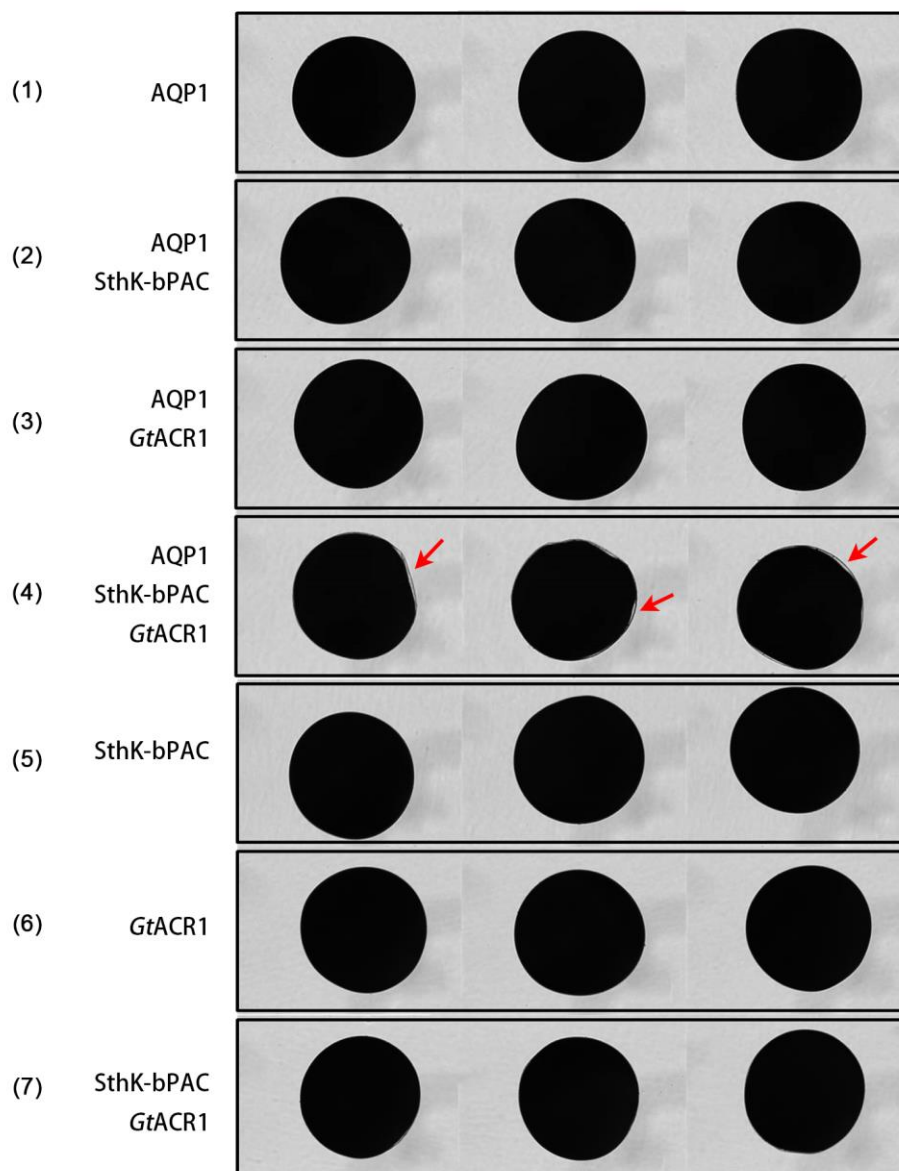 (1) AQP1
(2) AQP1
SthK-bPAC
(3) AQP1
GtACR1
(4) AQP1
SthK-bPAC
GtACR1
(5) SthK-bPAC
(6) GtACR1
(7) SthK-bPAC
GtACR1